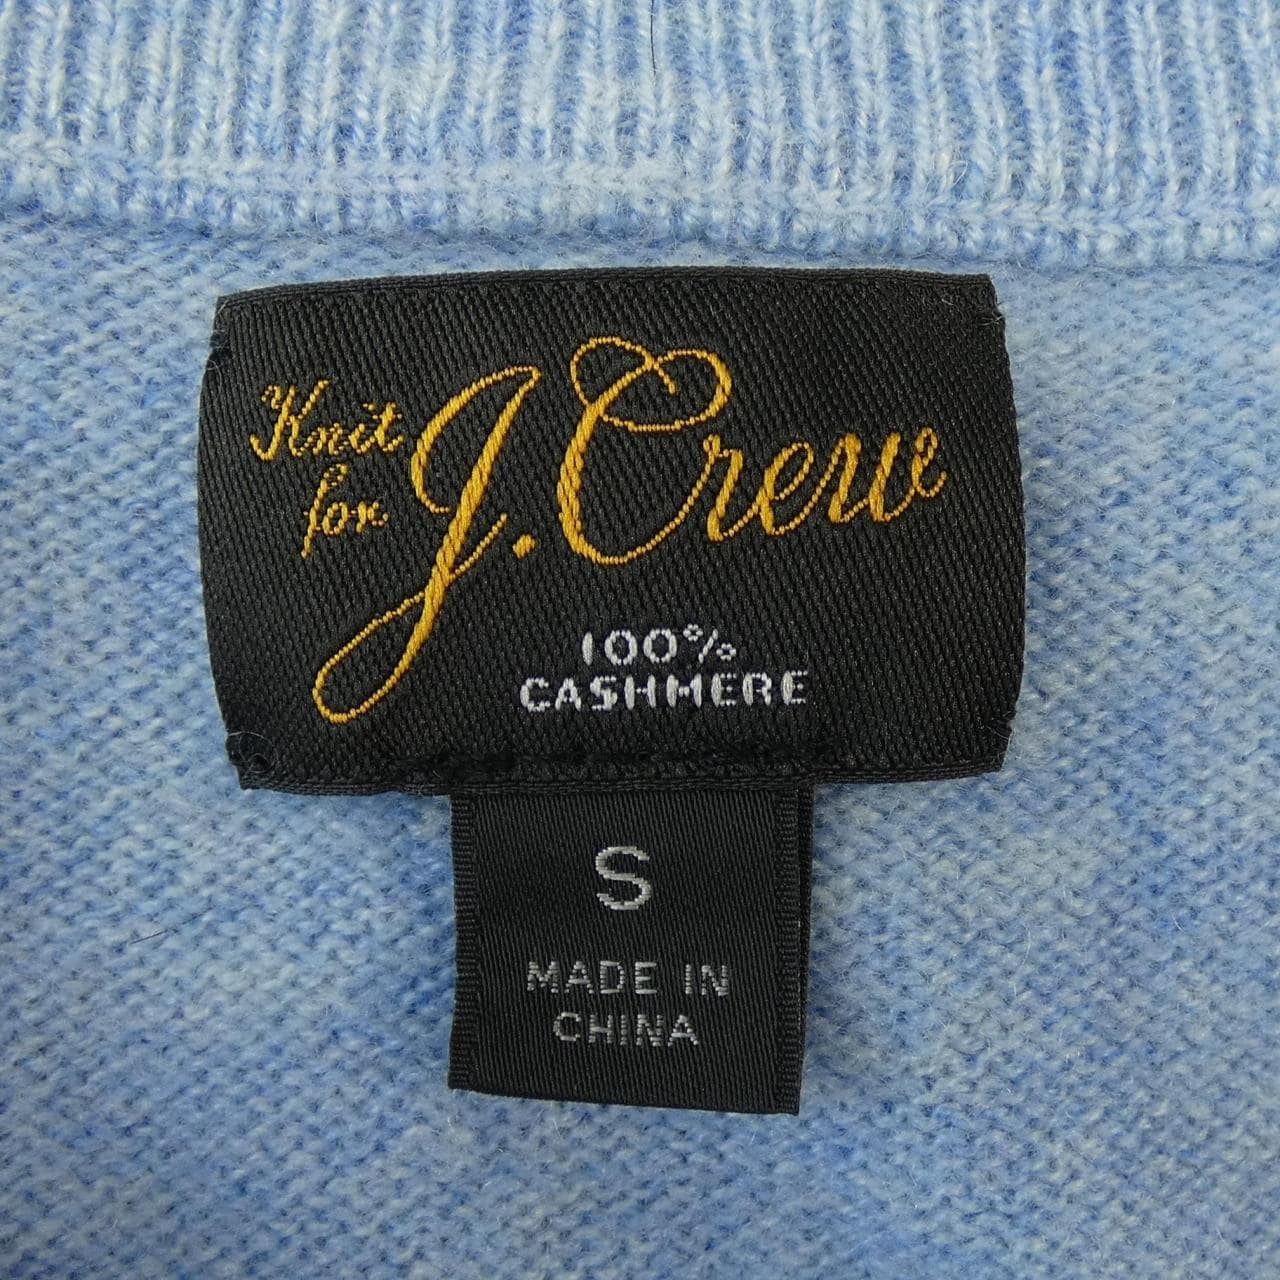 Knit
for J.Crew
100%
CASHMERE
S
MADE IN
CHINA